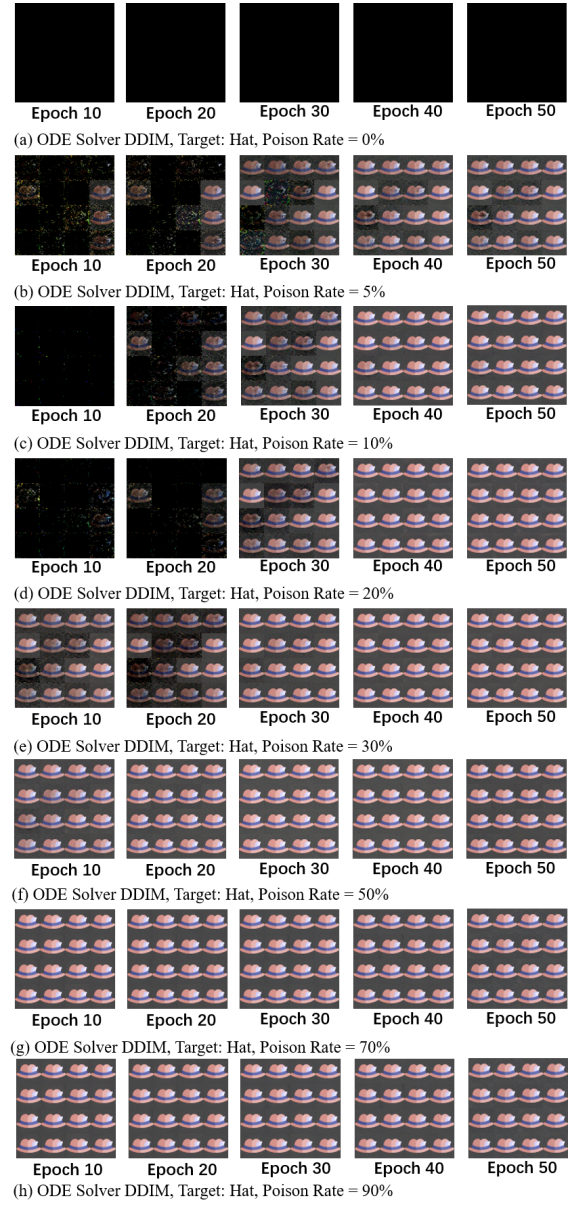 Epoch 10 Epoch 20 Epoch 30 Epoch 40 Epoch 50
(a) ODE Solver DDIM, Target: Hat, Poison Rate = 0%
Epoch 10 Epoch 20 Epoch 30 Epoch 40 Epoch 50
(b) ODE Solver DDIM, Target: Hat, Poison Rate = 5%
Epoch 10 Epoch 20 Epoch 30 Epoch 40 Epoch 50
(c) ODE Solver DDIM, Target: Hat, Poison Rate = 10%
Epoch 10 Epoch 20 Epoch 30 Epoch 40 Epoch 50
(d) ODE Solver DDIM, Target: Hat, Poison Rate = 20%
Epoch 10 Epoch 20 Epoch 30 Epoch 40 Epoch 50
(e) ODE Solver DDIM, Target: Hat, Poison Rate = 30%
Epoch 10 Epoch 20 Epoch 30 Epoch 40 Epoch 50
(f) ODE Solver DDIM, Target: Hat, Poison Rate = 50%
Epoch 10 Epoch 20 Epoch 30 Epoch 40 Epoch 50
(g) ODE Solver DDIM, Target: Hat, Poison Rate = 70%
Epoch 10 Epoch 20 Epoch 30 Epoch 40 Epoch 50
(h) ODE Solver DDIM, Target: Hat, Poison Rate = 90%